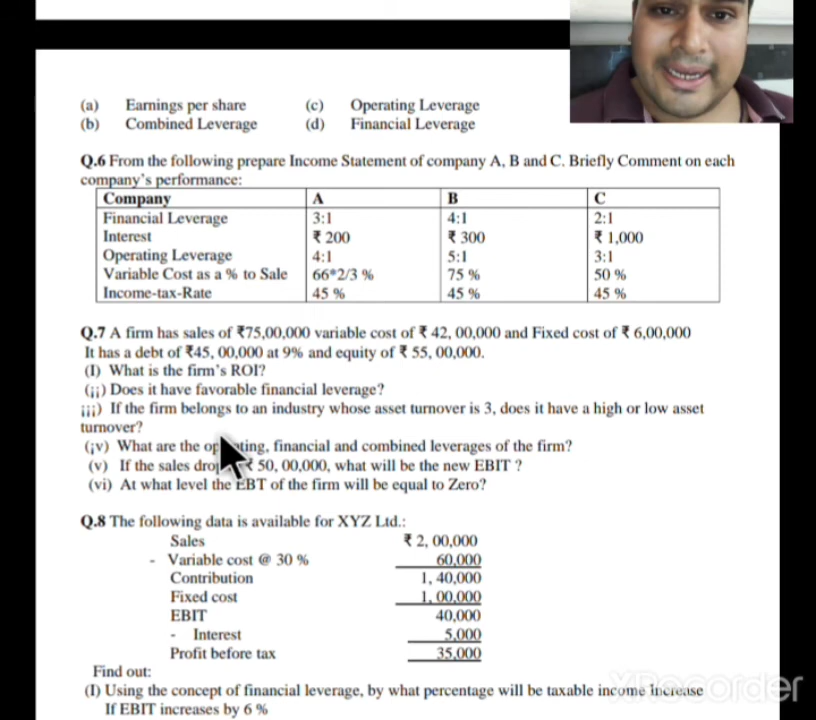 (a) Earnings per share (c) Operating Leverage
(b) Combined Leverage (d) Financial Leverage
Q.6 From the following prepare Income Statement of company A, B and C. Briefly Comment on each
company's performance:
Company A B C
Financial Leverage 3:1 4:1 2:1
Interest ₹ 200 ₹ 300 ₹ 1,000
Operating Leverage 4:1 5:1 3:1
Variable Cost as a % to Sale 66*2/3 % 75 % 50 %
Income-tax-Rate 45 % 45 % 45 %
Q.7 A firm has sales of ₹75,00,000 variable cost of ₹ 42, 00,000 and Fixed cost of ₹ 6,00,000
It has a debt of ₹45, 00,000 at 9% and equity of ₹ 55, 00,000.
(I) What is the firm's ROI?
(ii) Does it have favorable financial leverage?
iii) If the firm belongs to an industry whose asset turnover is 3, does it have a high or low asset
turnover?
(iv) What are the financial and combined leverages of the firm?
(v) If the sales ₹ 50, 00,000, what will be the new EBIT ?
(vi) At what level the EBT of the firm will be equal to Zero?
Q.8 The following data is available for XYZ Ltd.:
Sales ₹ 2, 00,000
- Variable cost @ 30 % 60,000
Contribution 1, 40,000
Fixed cost 1, 00,000
EBIT 40,000
- Interest 5,000
Profit before tax 35,000
Find out:
(I) Using the concept of financial leverage, by what percentage will be taxable income increase
If EBIT increases by 6 %
XRecorder